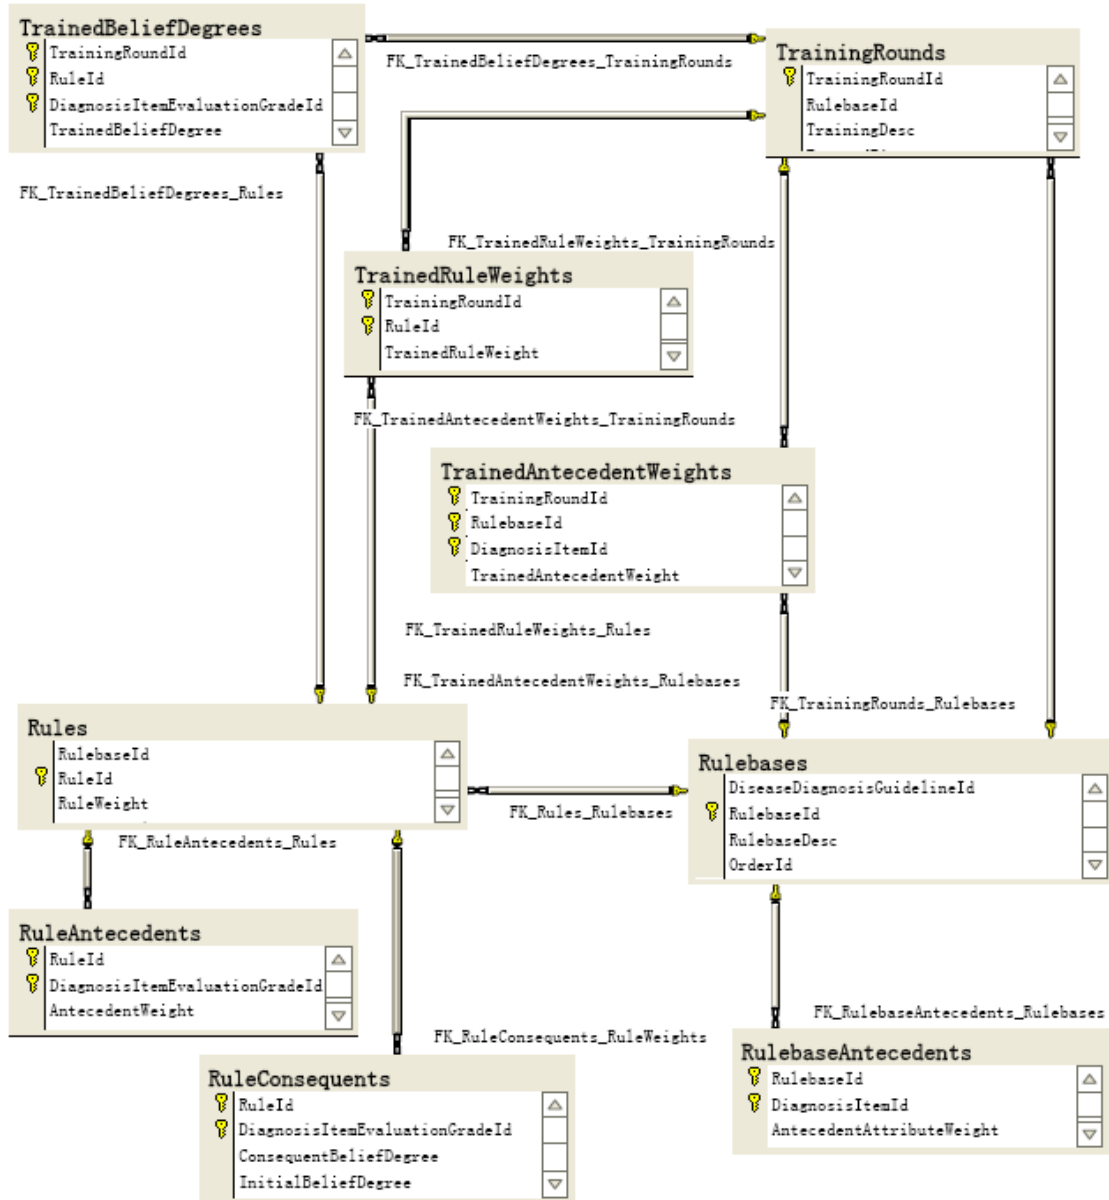 TrainedBeliefDegrees
TrainingRoundId
RuleId
DiagnosisItemEvaluationGradeId
TrainedBeliefDegree
FK_TrainedBeliefDegrees_TrainingRounds
TrainingRounds
TrainingRoundId
RulebaseId
TrainingDesc
FK_TrainedBeliefDegrees_Rules
FK_TrainedRuleWeights_TrainingRounds
TrainedRuleWeights
TrainingRoundId
RuleId
TrainedRuleWeight
FK_TrainedAntecedentWeights_TrainingRounds
TrainedAntecedentWeights
TrainingRoundId
RulebaseId
DiagnosisItemId
TrainedAntecedentWeight
FK_TrainedRuleWeights_Rules
FK_TrainedAntecedentWeights_Rulebases
FK_TrainingRounds_Rulebases
Rules
RulebaseId
RuleId
RuleWeight
FK_Rules_Rulebases
Rulebases
DiseaseDiagnosisGuidelineId
RulebaseId
RulebaseDesc
OrderId
FK_RuleAntecedents_Rules
RuleAntecedents
RuleId
DiagnosisItemEvaluationGradeId
AntecedentWeight
FK_RuleConsequents_RuleWeights
FK_RulebaseAntecedents_Rulebases
RuleConsequents
RuleId
DiagnosisItemEvaluationGradeId
ConsequentBeliefDegree
InitialBeliefDegree
RulebaseAntecedents
RulebaseId
DiagnosisItemId
AntecedentAttributeWeight